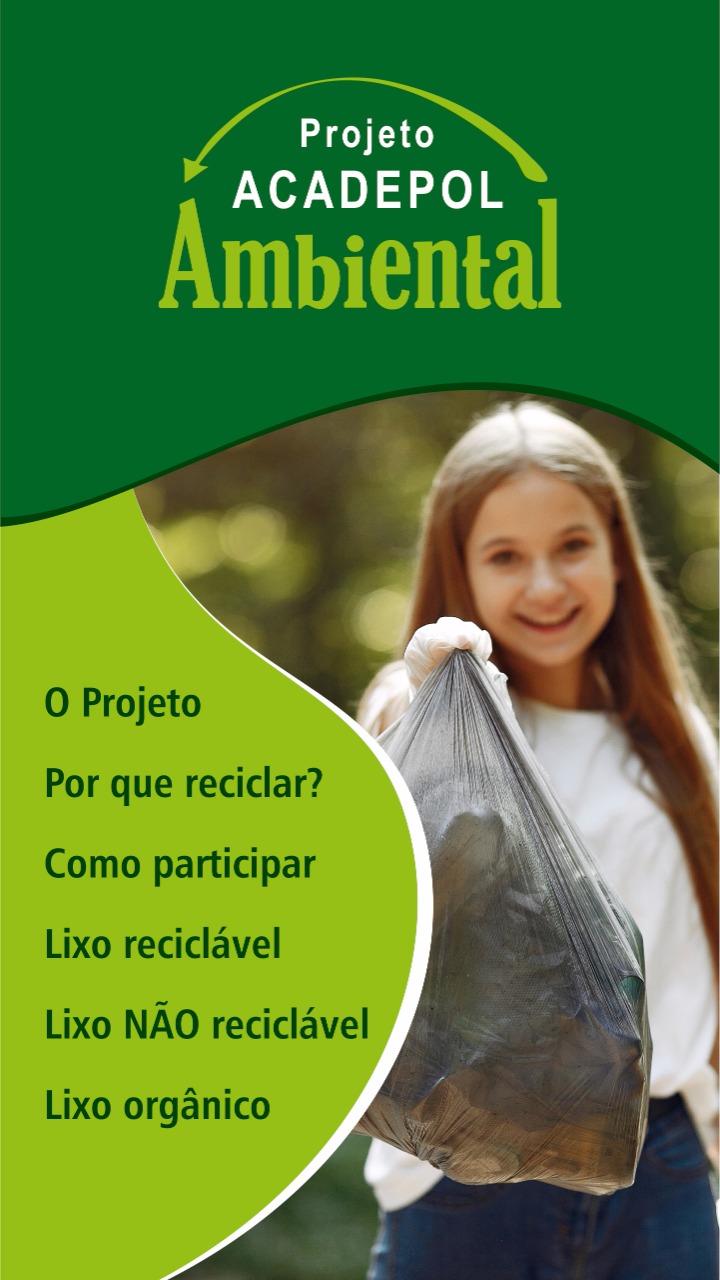 Projeto
ACADEPOL
Ambiental
O Projeto
Por que reciclar?
Como participar
Lixo reciclável
Lixo NÃO reciclável
Lixo orgânico